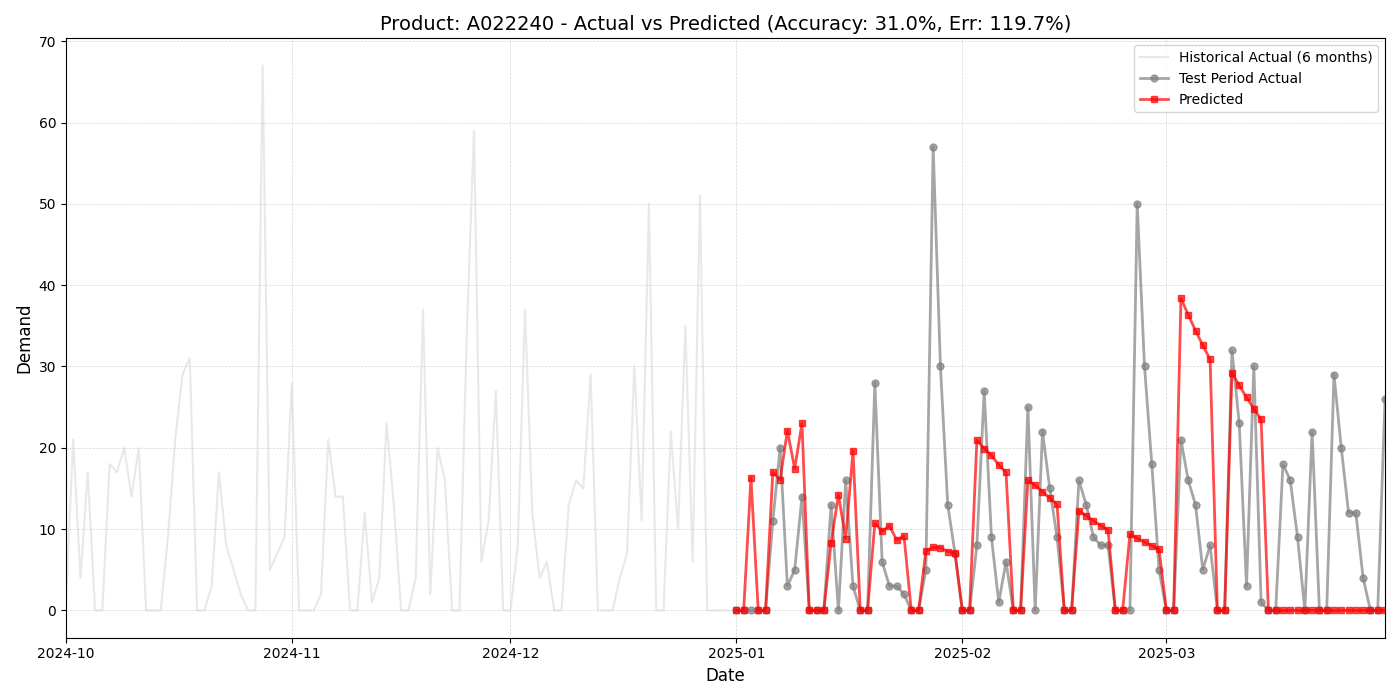 Product: A022240 - Actual vs Predicted (Accuracy: 31.0%, Err: 119.7%)
Historical Actual (6 months)
Test Period Actual
Predicted
Demand
70
60
50
40
30
20
10
0
2024-10
2024-11
2024-12
2025-01
2025-02
2025-03
Date